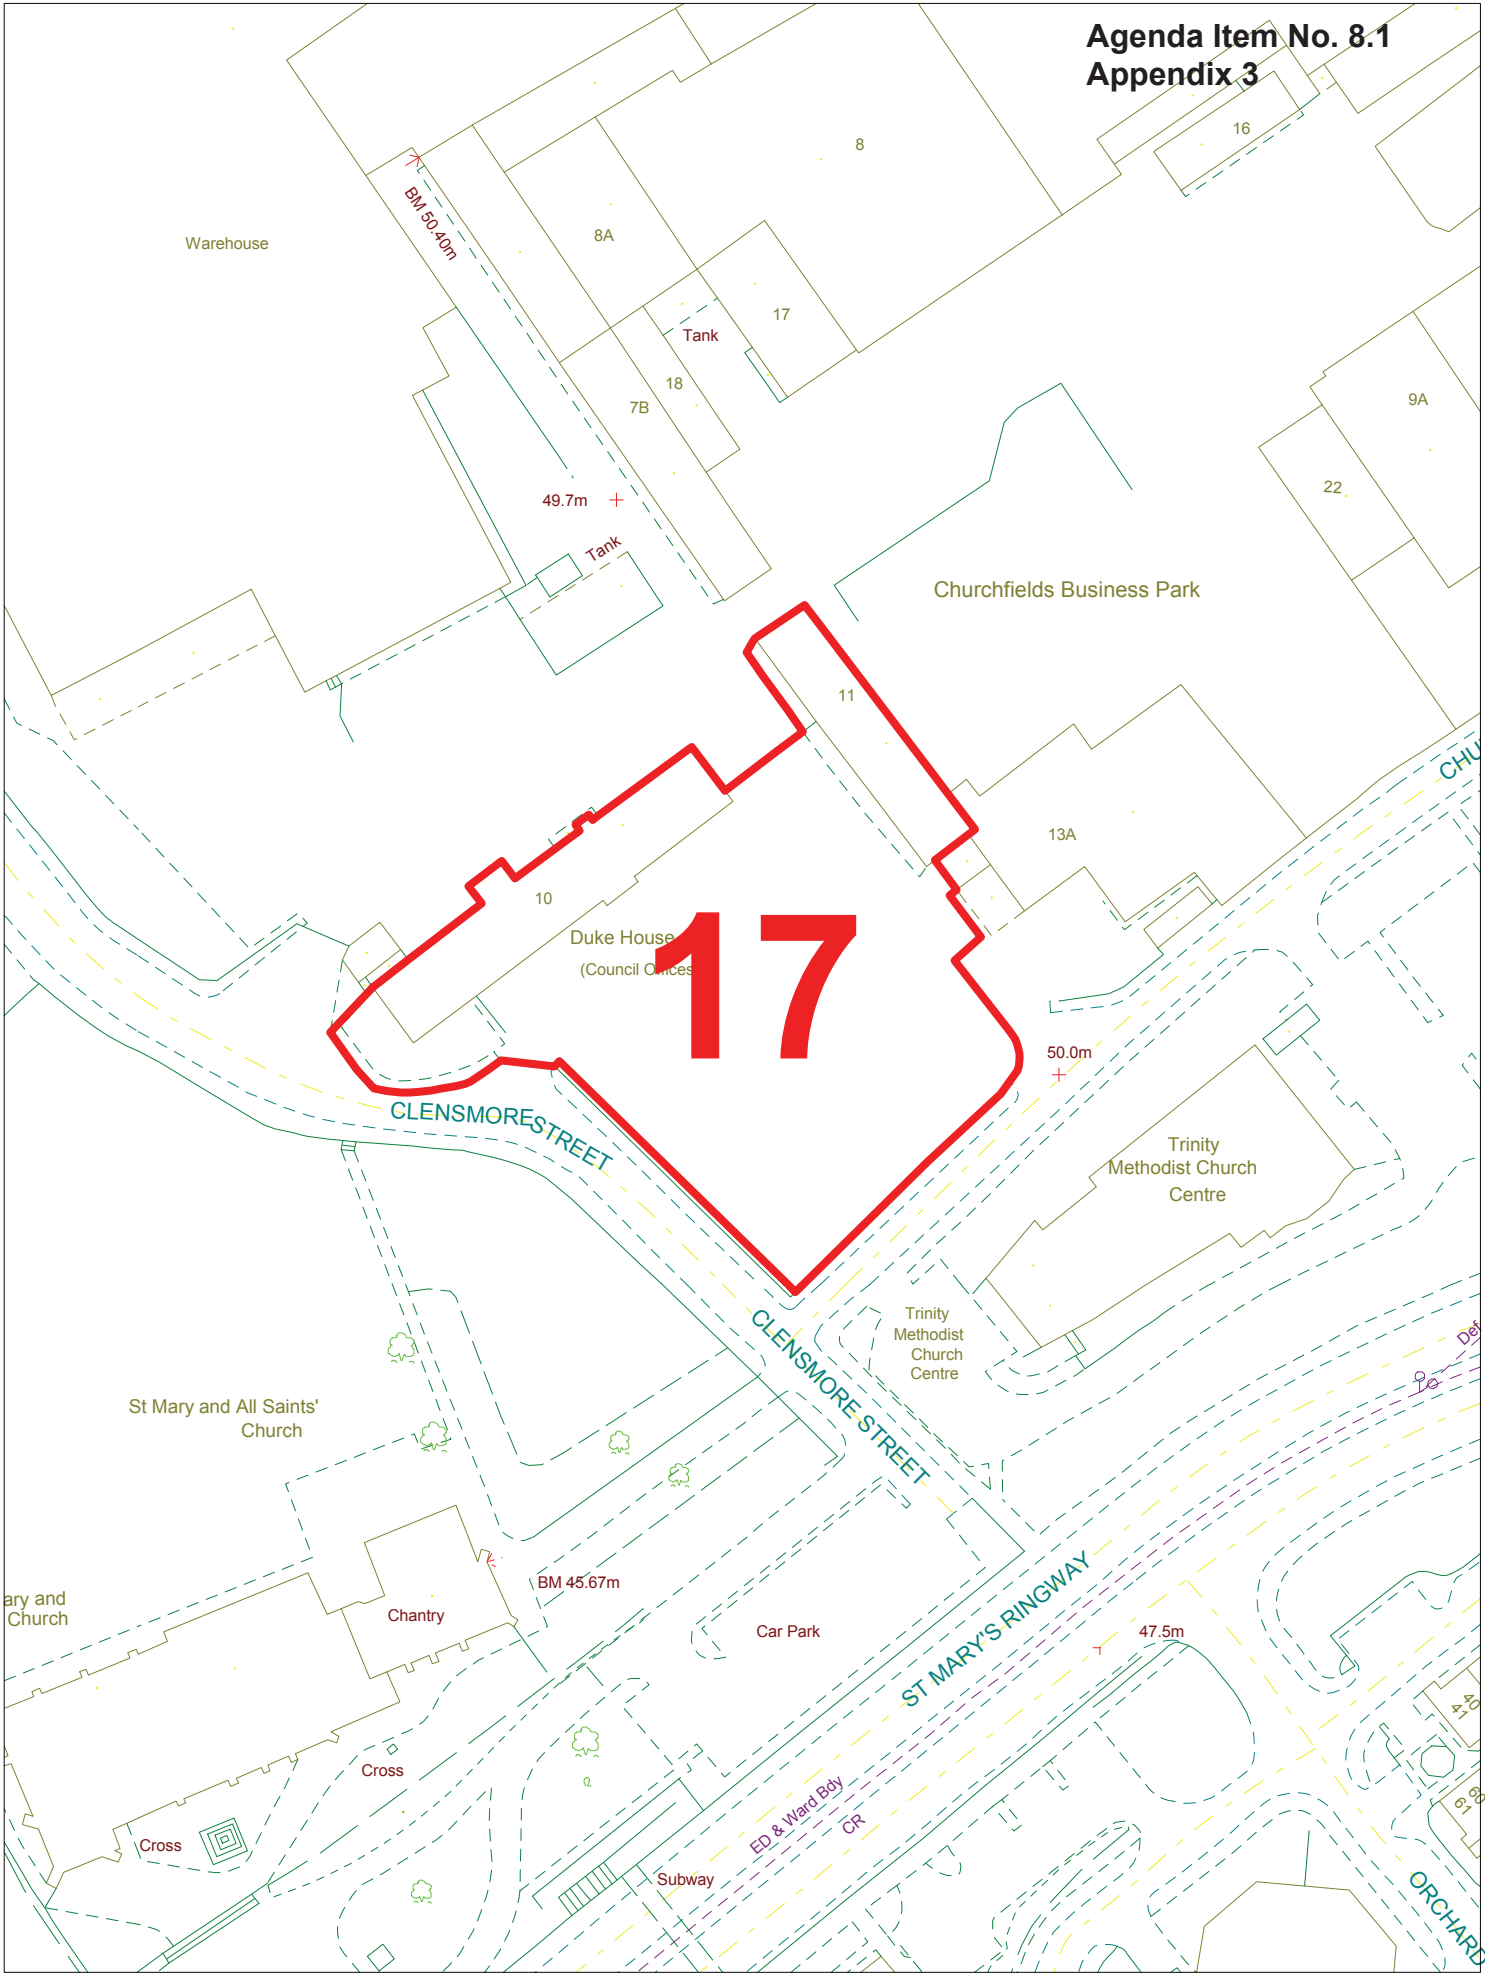 Agenda Item No. 8.1
Appendix 3
16
8
BM 50.40m
8A
Warehouse
17
Tank
18
7B
9A
22
49.7m
Tank
Churchfields Business Park
11
CHU
13A
10
Duke House
(Council Offices
17
50.0m
CLENSMORE STREET
Trinity
Methodist Church
Centre
CLENSMORE STREET
Trinity
Methodist
Church
Centre
Def
St Mary and All Saints'
Church
BM 45.67m
ary and
Church
Chantry
Car Park
ST MARY'S RINGWAY
47.5m
40
41
Cross
Cross
ED & Ward Bdy
CR
60
61
Subway
ORCHARD